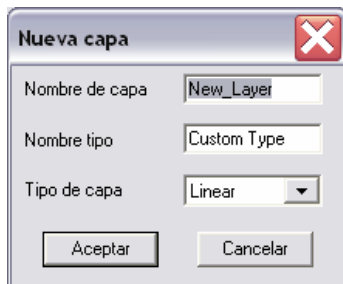 Nueva capa
Nombre de capa New_Layer
Nombre tipo Custom Type
Tipo de capa Linear
Aceptar Cancelar